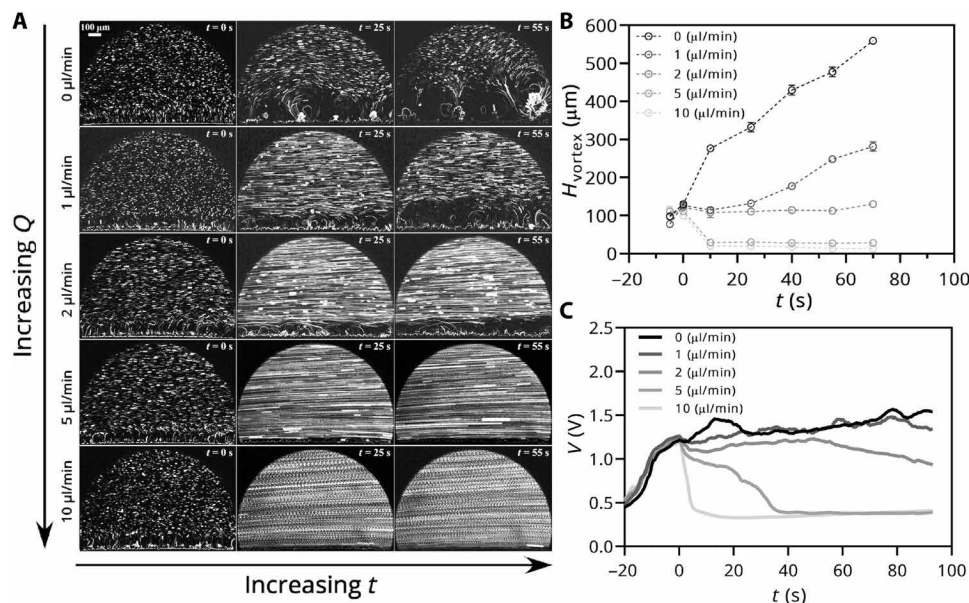 A
Increasing Q
Increasing t
100 µm
0 µl/min
t = 0 s
t = 25 s
t = 55 s
1 µl/min
t = 0 s
t = 25 s
t = 55 s
2 µl/min
t = 0 s
t = 25 s
t = 55 s
5 µl/min
t = 0 s
t = 25 s
t = 55 s
10 µl/min
t = 0 s
t = 25 s
t = 55 s
B
0 (µl/min)
1 (µl/min)
2 (µl/min)
5 (µl/min)
10 (µl/min)
Hvortex (µm)
600
500
400
300
200
100
0
−20 0 20 40 60 80 100
t (s)
C
0 (µl/min)
1 (µl/min)
2 (µl/min)
5 (µl/min)
10 (µl/min)
V (V)
2.5
2.0
1.5
1.0
0.5
0.0
−20 0 20 40 60 80 100
t (s)